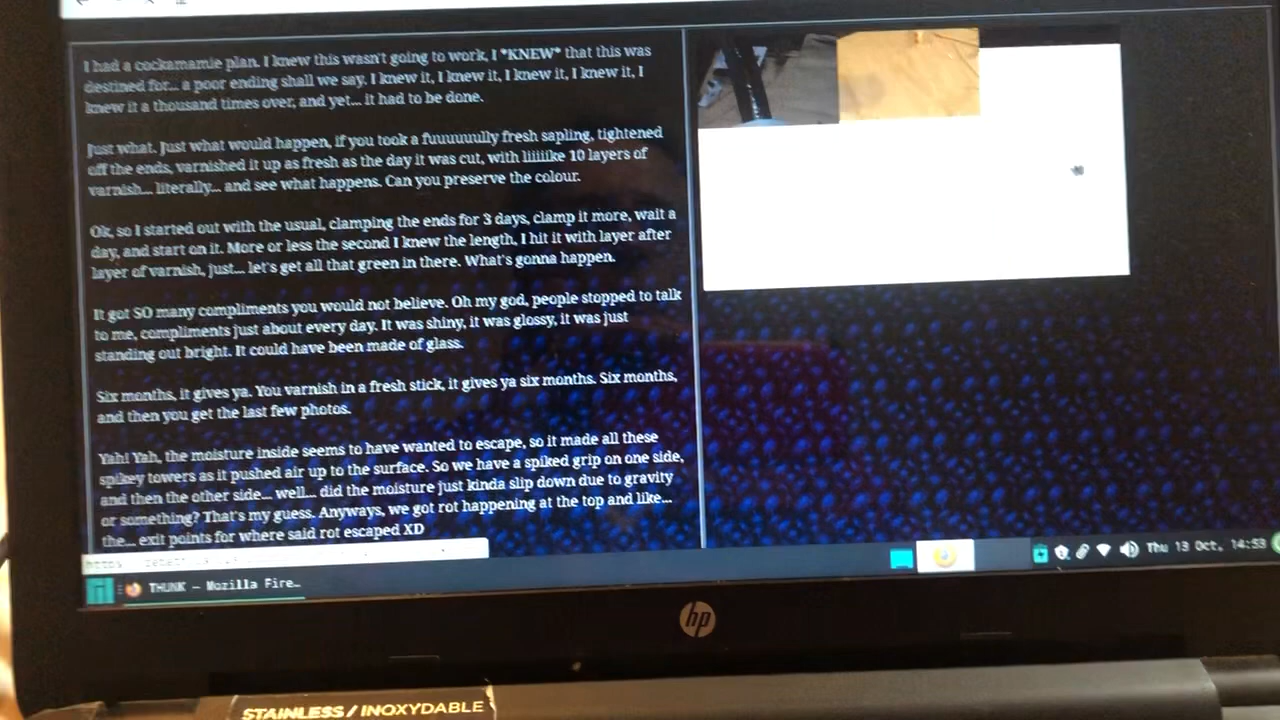 I had a cockamamie plan. I knew this wasn't going to work, I *KNEW* that this was
destined for... a poor ending shall we say. I knew it, I knew it, I knew it, I knew it, I
knew it a thousand times over, and yet... it had to be done.
Just what. Just what would happen, if you took a fuuuuuully fresh sapling, tightened
off the ends, varnished it up as fresh as the day it was cut, with liiiiike 10 layers of
varnish... literally... and see what happens. Can you preserve the colour.
Ok, so I started out with the usual, clamping the ends for 3 days, clamp it more, wait a
day, and start on it. More or less the second I knew the length, I hit it with layer after
layer of varnish, just... let's get all that green in there. What's gonna happen.
It got SO many compliments you would not believe. Oh my god, people stopped to talk
to me, compliments just about every day. It was shiny, it was glossy, it was just
standing out bright. It could have been made of glass.
Six months, it gives ya. You varnish in a fresh stick, it gives ya six months. Six months,
and then you get the last few photos.
Yah! Yah, the moisture inside seems to have wanted to escape, so it made all these
spikey towers as it pushed air up to the surface. So we have a spiked grip on one side,
and then the other side... well... did the moisture just kinda slip down due to gravity
or something? That's my guess. Anyways, we got rot happening at the top and like...
the... exit points for where said rot escaped XD
THUNK — Mozilla Fire...
Thu 13 Oct, 14:53
hp
STAINLESS / INOXYDABLE